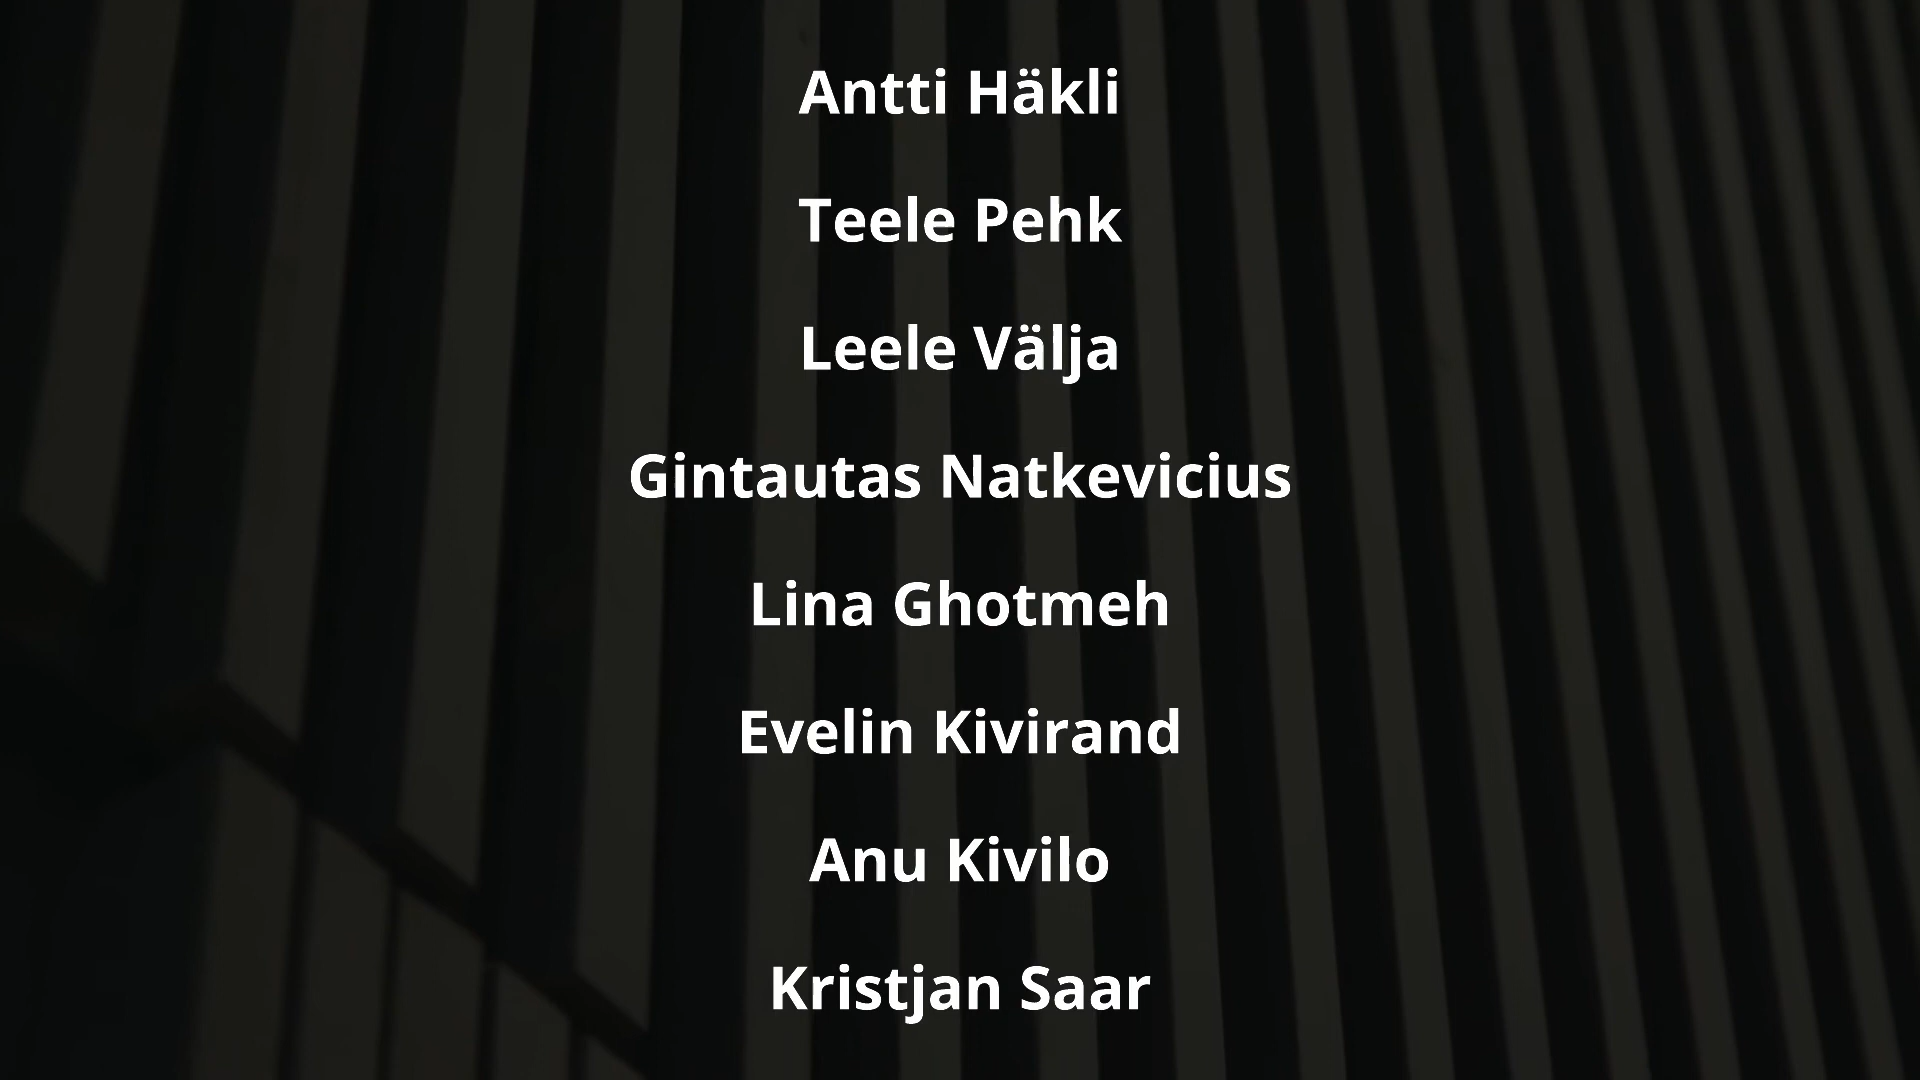 Antti Häkli
Teele Pehk
Leele Välja
Gintautas Natkevicius
Lina Ghotmeh
Evelin Kivirand
Anu Kivilo
Kristjan Saar